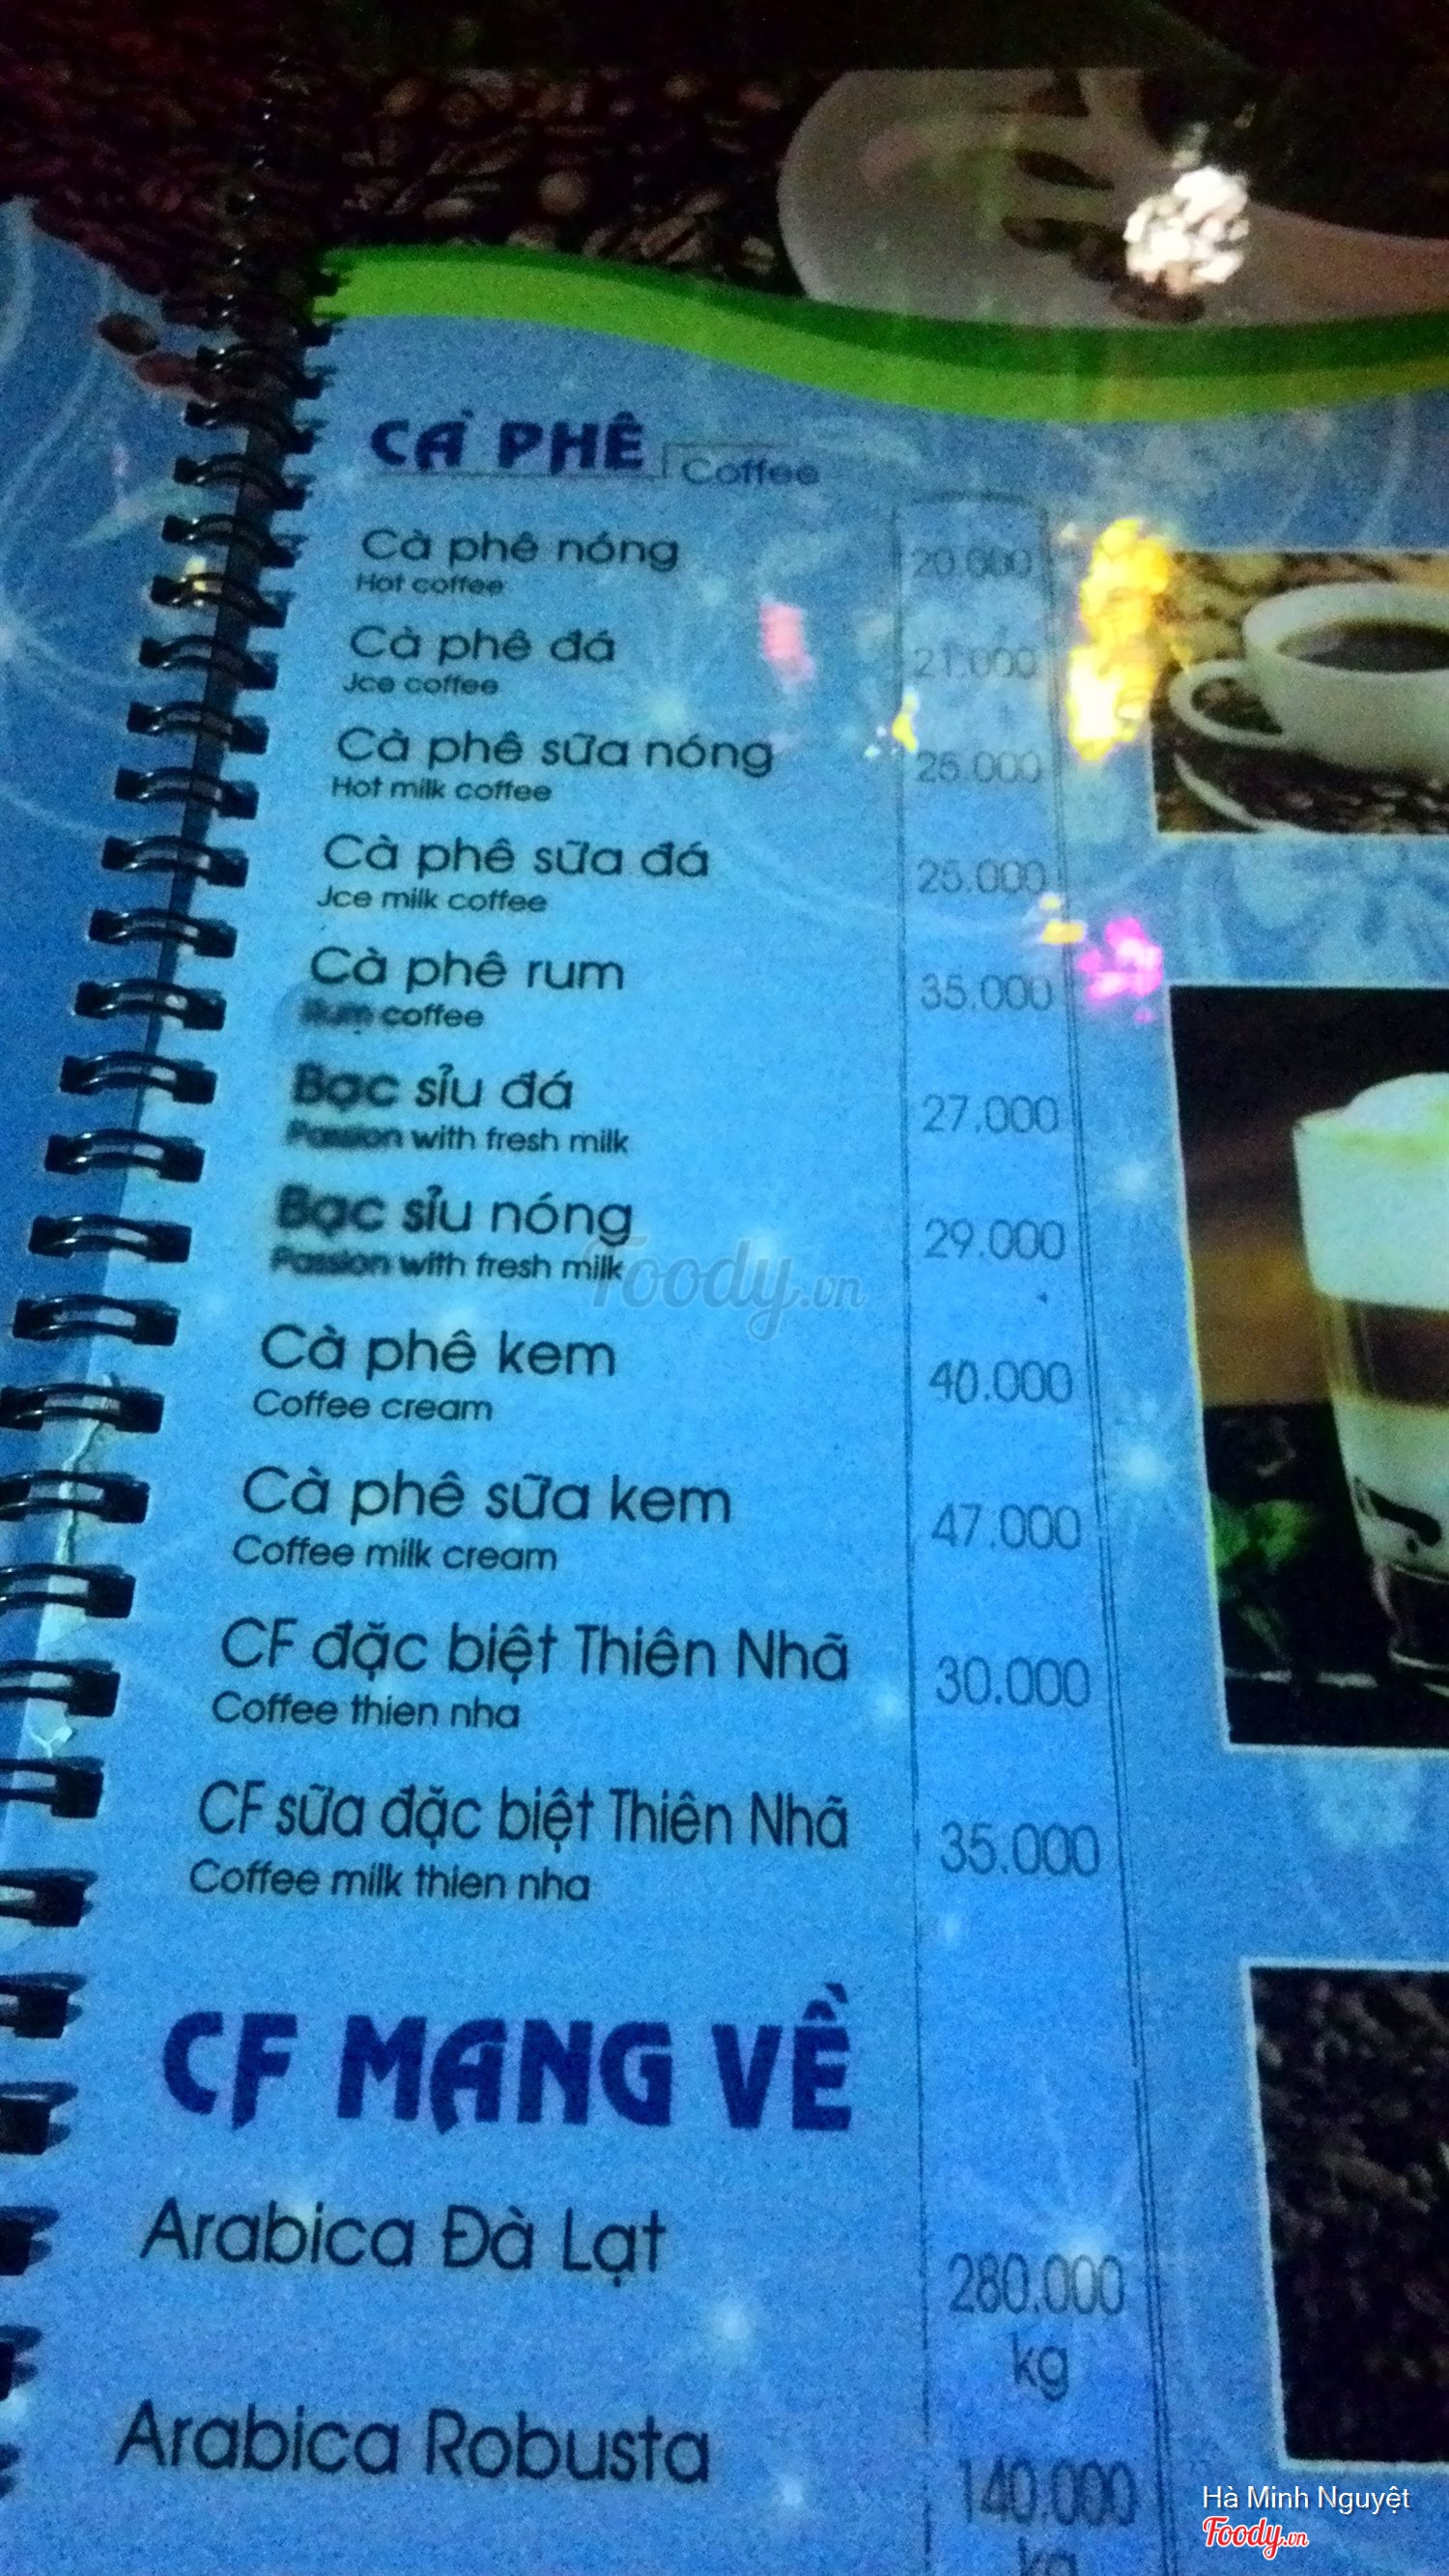 CÀ PHÊ Coffee
Cà phê nóng 20.000
Hot coffee
Cà phê đá 21.000
Jce coffee
Cà phê sữa nóng 25.000
Hot milk coffee
Cà phê sữa đá 25.000
Jce milk coffee
Cà phê rum 35.000
Rum coffee
Bạc sỉu đá 27.000
Passion with fresh milk
Bạc sỉu nóng 29.000
Passion with fresh milk
Foody.vn
Cà phê kem 40.000
Coffee cream
Cà phê sữa kem 47.000
Coffee milk cream
CF đặc biệt Thiên Nhã 30.000
Coffee thien nha
CF sữa đặc biệt Thiên Nhã 35.000
Coffee milk thien nha
CF MANG VỀ
Arabica Đà Lạt 280.000
kg
Arabica Robusta 140.000
kg
Hà Minh Nguyệt
Foody.vn